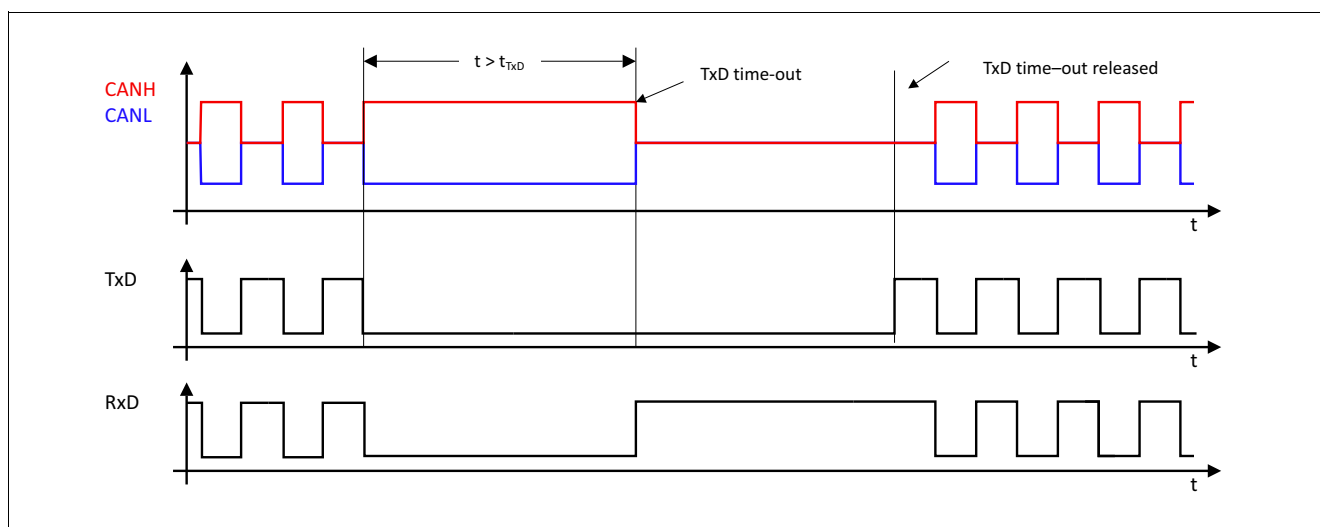 t > tTxD
TxD time-out
TxD time–out released
CANH
CANL
t
TxD
t
RxD
t